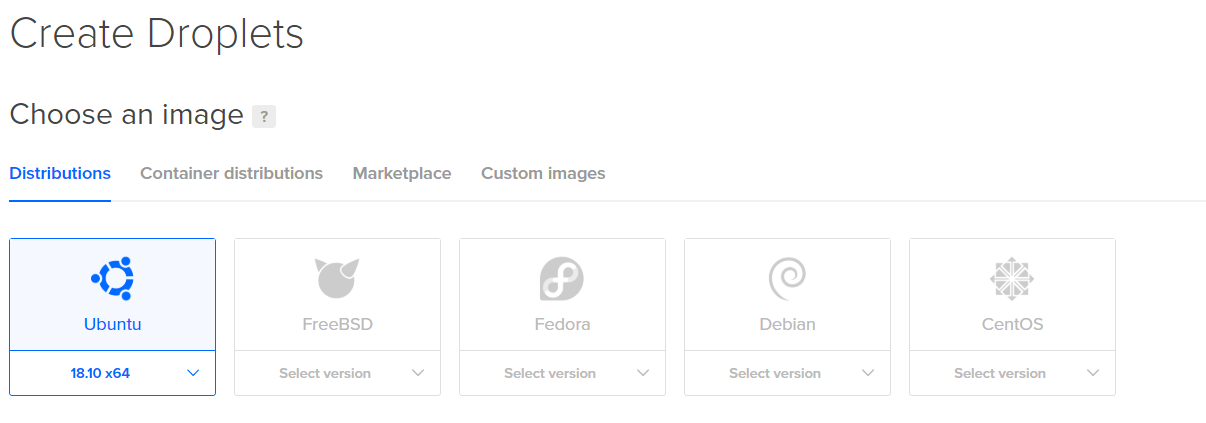 Create Droplets
Choose an image ?
Distributions Container distributions Marketplace Custom images
Ubuntu FreeBSD Fedora Debian CentOS
18.10 x64 Select version Select version Select version Select version